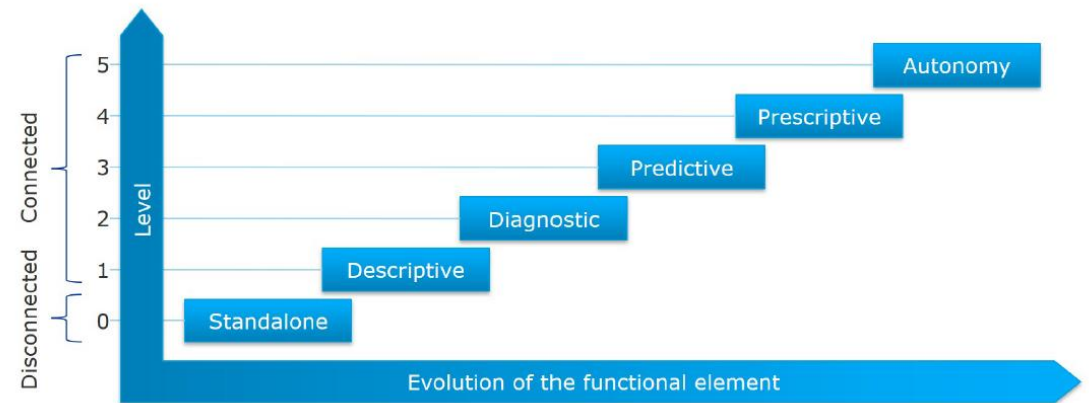 5
Autonomy
4
Prescriptive
3
Predictive
2
Diagnostic
1
Descriptive
0
Standalone
Connected
Disconnected
Level
Evolution of the functional element